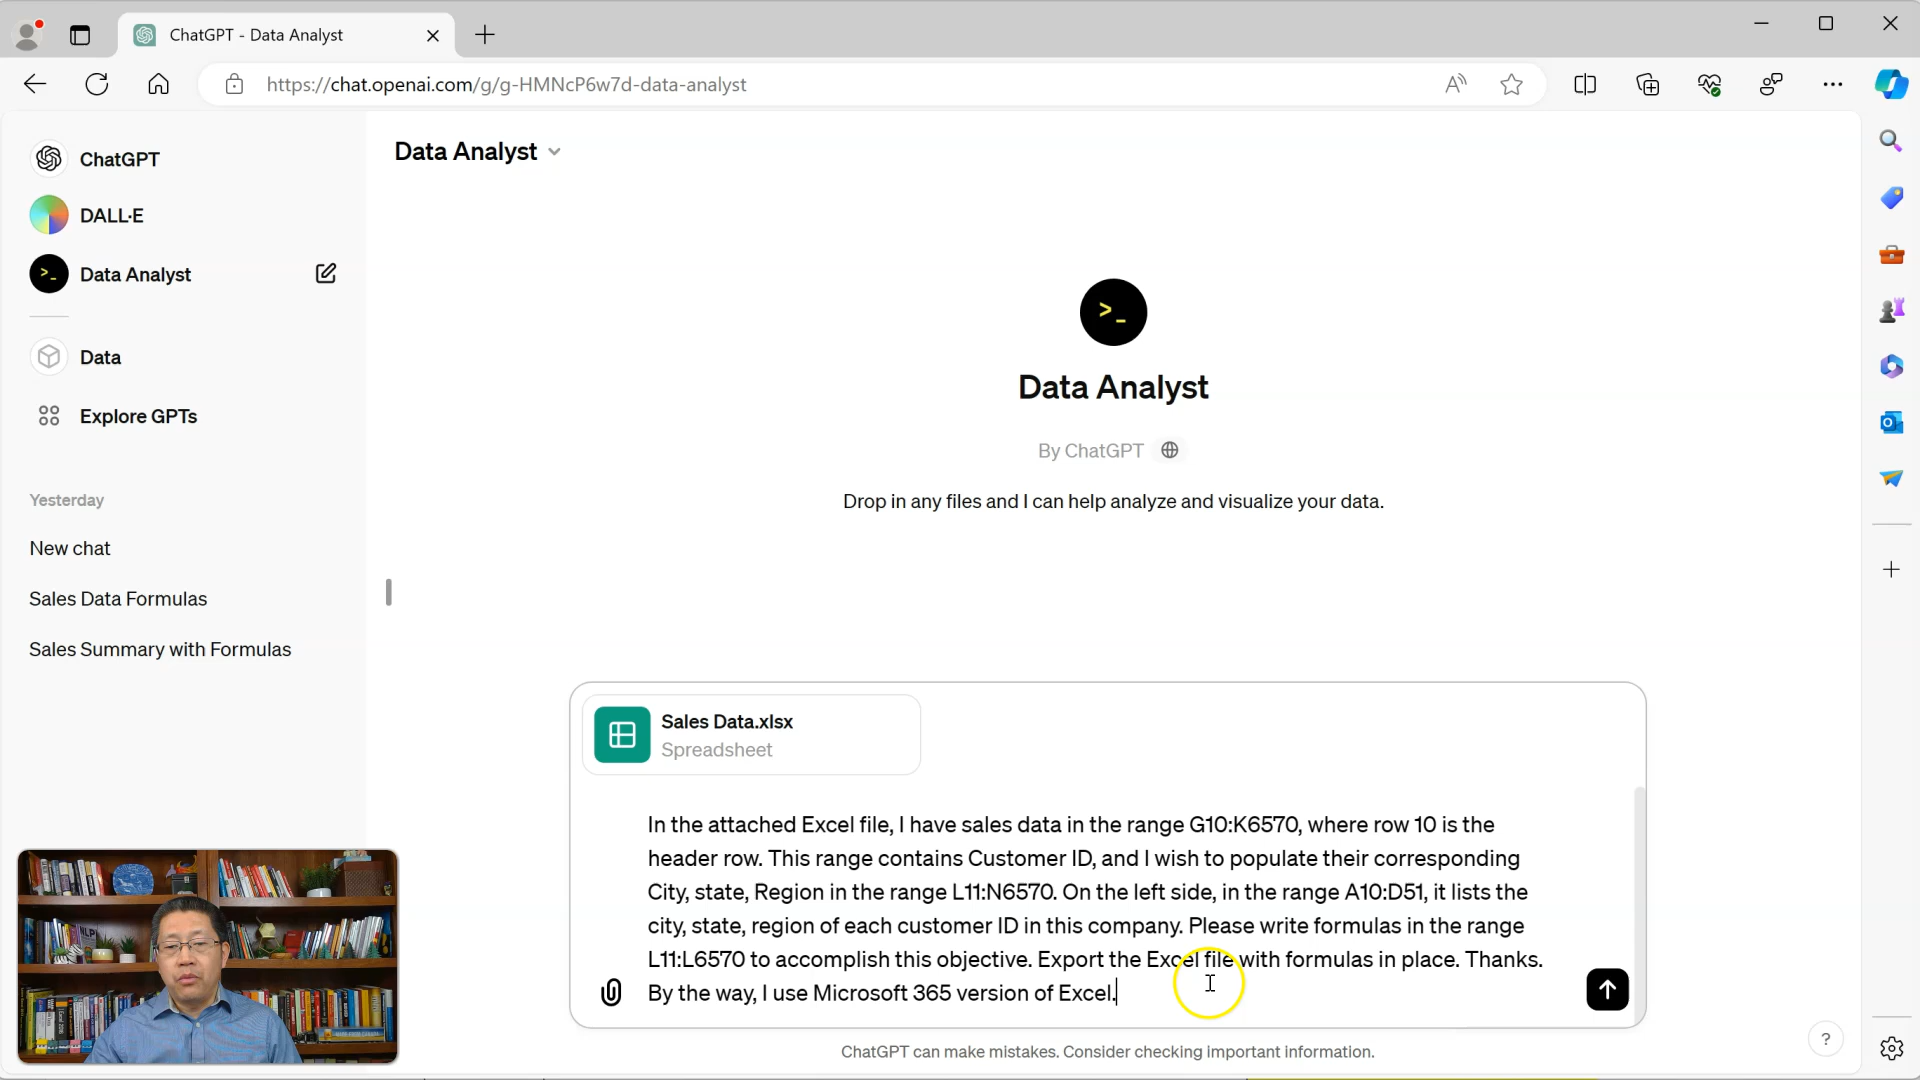 ChatGPT - Data Analyst
https://chat.openai.com/g/g-HMNcP6w7d-data-analyst
ChatGPT
DALL·E
Data Analyst
Data
Explore GPTs
Yesterday
New chat
Sales Data Formulas
Sales Summary with Formulas
Data Analyst
>_
Data Analyst
By ChatGPT
Drop in any files and I can help analyze and visualize your data.
Sales Data.xlsx
Spreadsheet
In the attached Excel file, I have sales data in the range G10:K6570, where row 10 is the
header row. This range contains Customer ID, and I wish to populate their corresponding
City, state, Region in the range L11:N6570. On the left side, in the range A10:D51, it lists the
city, state, region of each customer ID in this company. Please write formulas in the range
L11:L6570 to accomplish this objective. Export the Excel file with formulas in place. Thanks.
By the way, I use Microsoft 365 version of Excel.
ChatGPT can make mistakes. Consider checking important information.
?